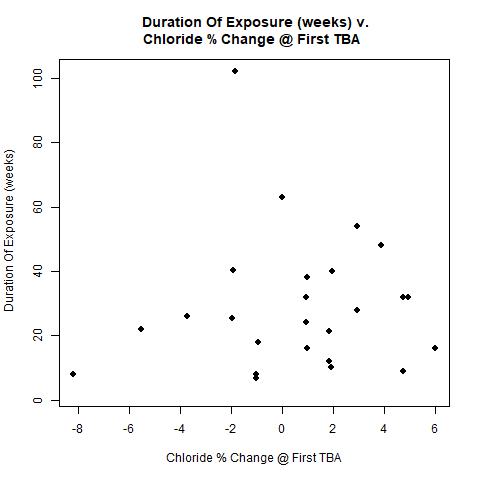 Duration Of Exposure (weeks) v.
Chloride % Change @ First TBA
Duration Of Exposure (weeks)
100
80
60
40
20
0
-8 -6 -4 -2 0 2 4 6
Chloride % Change @ First TBA